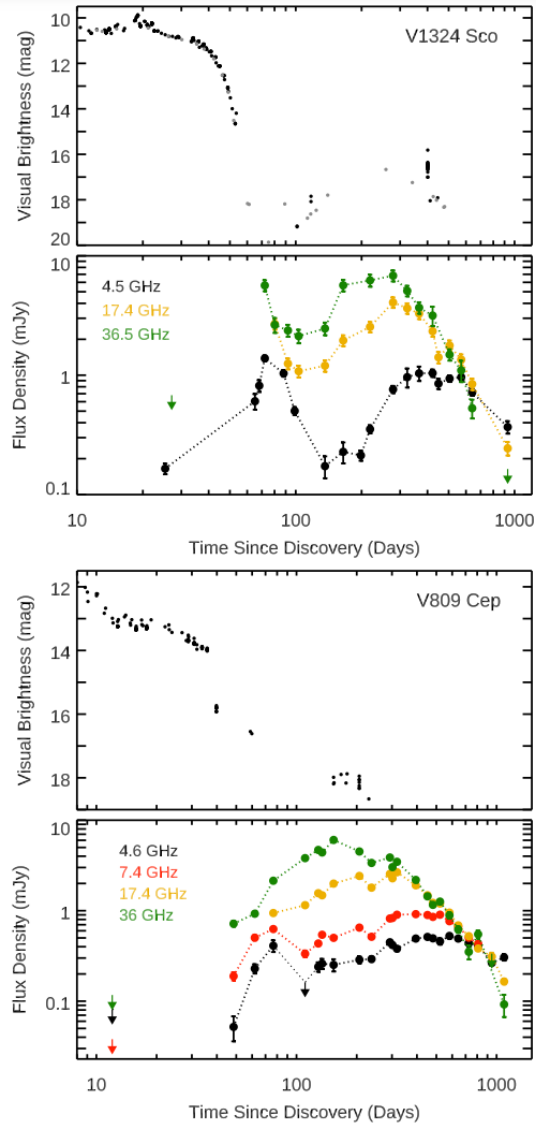 V1324 Sco
Visual Brightness (mag)
10
12
14
16
18
20
4.5 GHz
17.4 GHz
36.5 GHz
Flux Density (mJy)
10
1
0.1
10
100
1000
Time Since Discovery (Days)
V809 Cep
Visual Brightness (mag)
12
14
16
18
4.6 GHz
7.4 GHz
17.4 GHz
36 GHz
Flux Density (mJy)
10
1
0.1
10
100
1000
Time Since Discovery (Days)